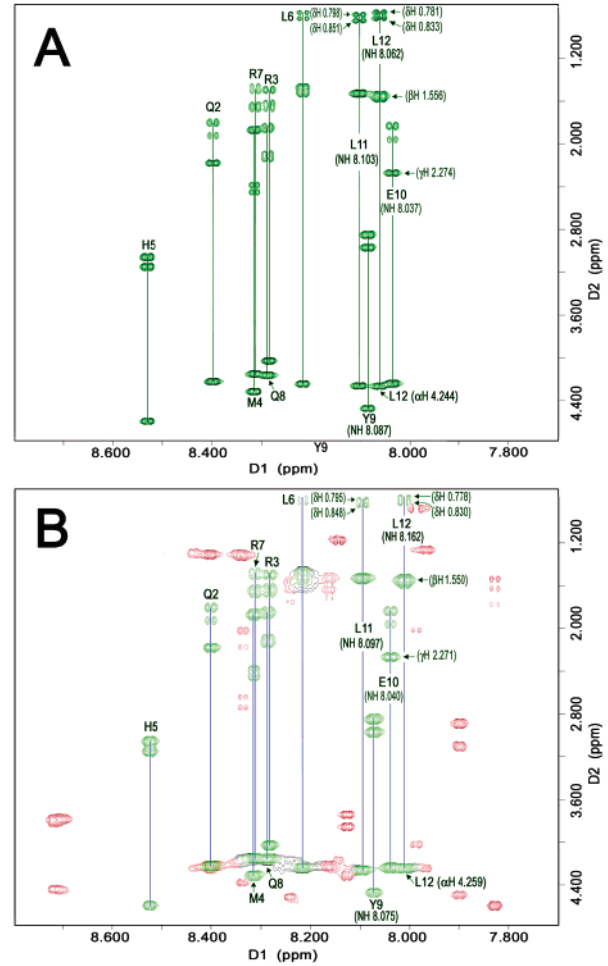 A
L6
(δH 0.798)
(δH 0.851)
(δH 0.781)
(δH 0.833)
L12
(NH 8.062)
1.200
R7
R3
(βH 1.556)
Q2
2.000
L11
(NH 8.103)
(γH 2.274)
E10
(NH 8.037)
H5
2.800
D2 (ppm)
3.600
M4
Q8
L12 (αH 4.244)
4.400
Y9
(NH 8.087)
Y9
8.600
8.400
8.200
8.000
7.800
D1 (ppm)
B
L6
(δH 0.795)
(δH 0.848)
(δH 0.778)
(δH 0.830)
L12
(NH 8.162)
1.200
R7
R3
(βH 1.550)
Q2
2.000
L11
(NH 8.097)
(γH 2.271)
E10
(NH 8.040)
H5
2.800
D2 (ppm)
3.600
M4
Q8
L12 (αH 4.259)
4.400
Y9
(NH 8.075)
8.600
8.400
8.200
8.000
7.800
D1 (ppm)